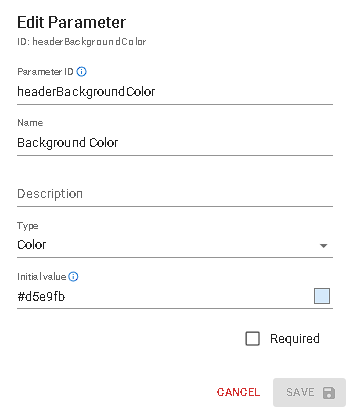 Edit Parameter
ID: headerBackgroundColor
Parameter ID
headerBackgroundColor
Name
Background Color
Description
Type
Color
Initial value
#d5e9fb
Required
CANCEL
SAVE